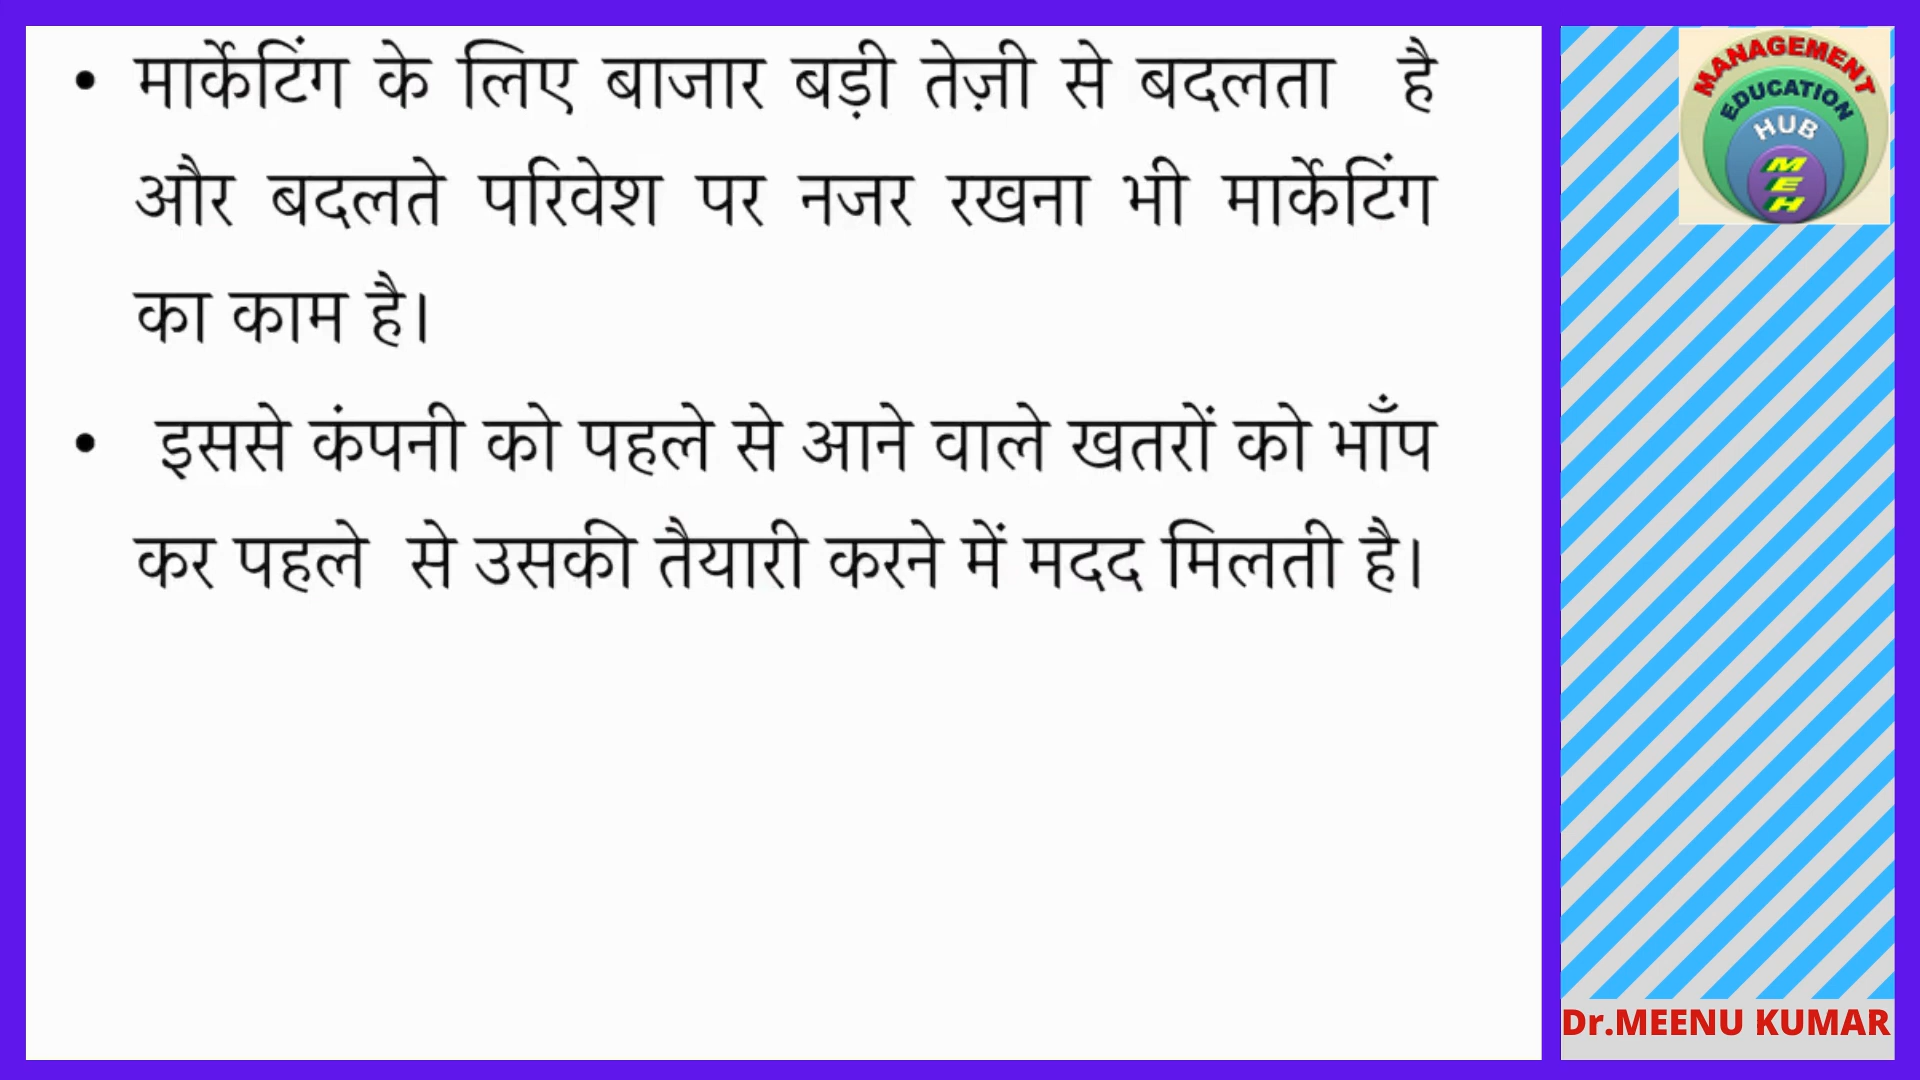 • मार्केटिंग के लिए बाजार बड़ी तेज़ी से बदलता है
और बदलते परिवेश पर नजर रखना भी मार्केटिंग
का काम है।
• इससे कंपनी को पहले से आने वाले खतरों को भाँप
कर पहले से उसकी तैयारी करने में मदद मिलती है।
MANAGEMENT
EDUCATION
HUB
M
E
H
Dr.MEENU KUMAR